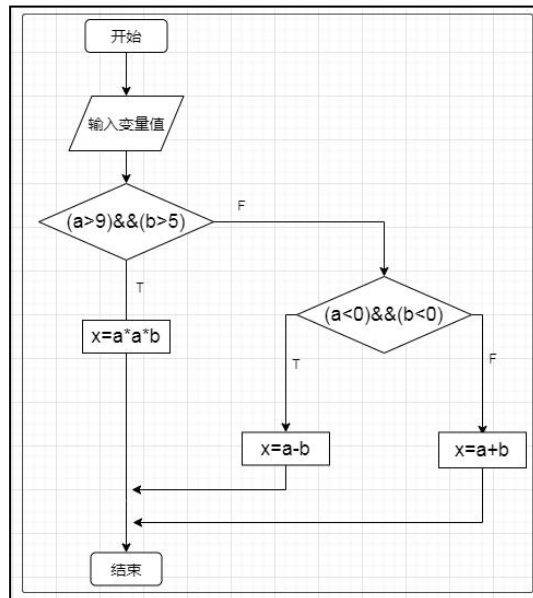 开始
输入变量值
(a>9)&&(b>5)
F
T
x=a*a*b
(a<0)&&(b<0)
T
F
x=a-b
x=a+b
结束